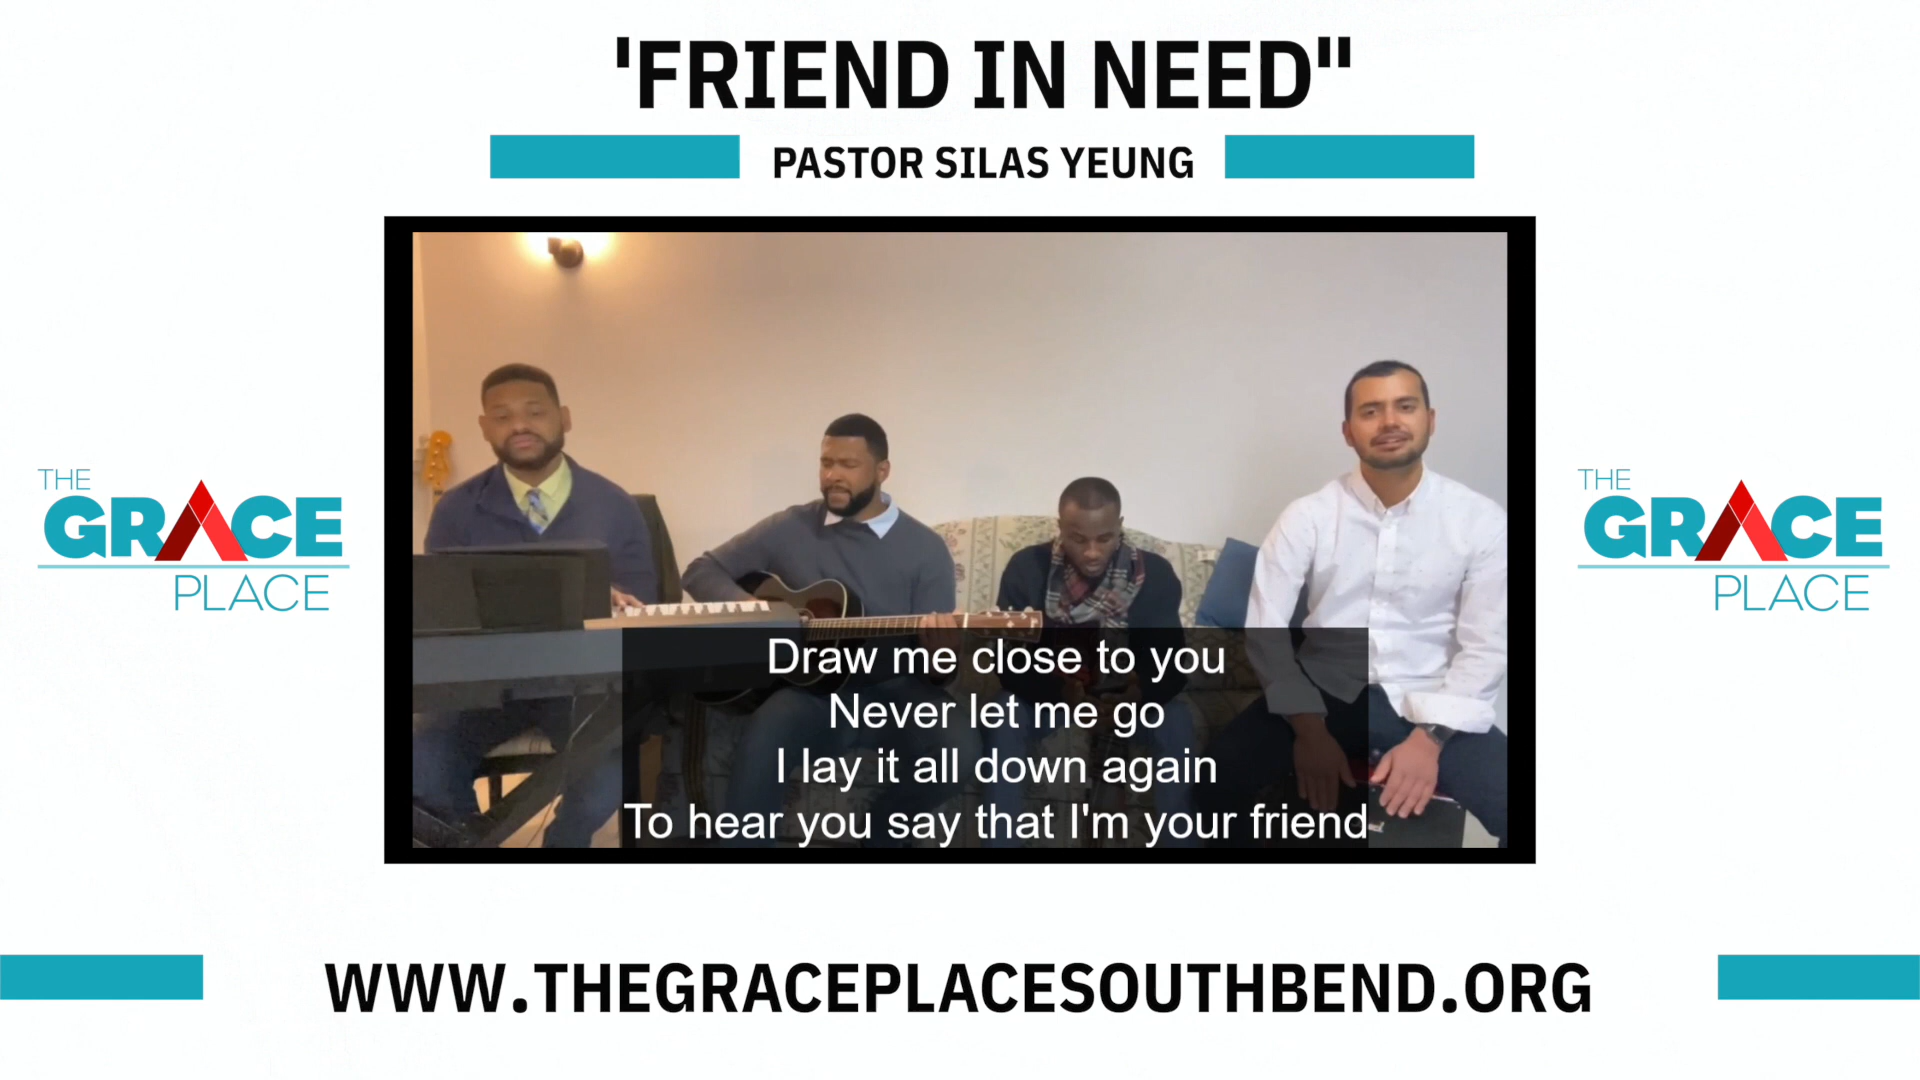 'FRIEND IN NEED"
PASTOR SILAS YEUNG
THE
GRACE
PLACE
Draw me close to you
Never let me go
I lay it all down again
To hear you say that I'm your friend
THE
GRACE
PLACE
WWW.THEGRACEPLACESOUTHBEND.ORG